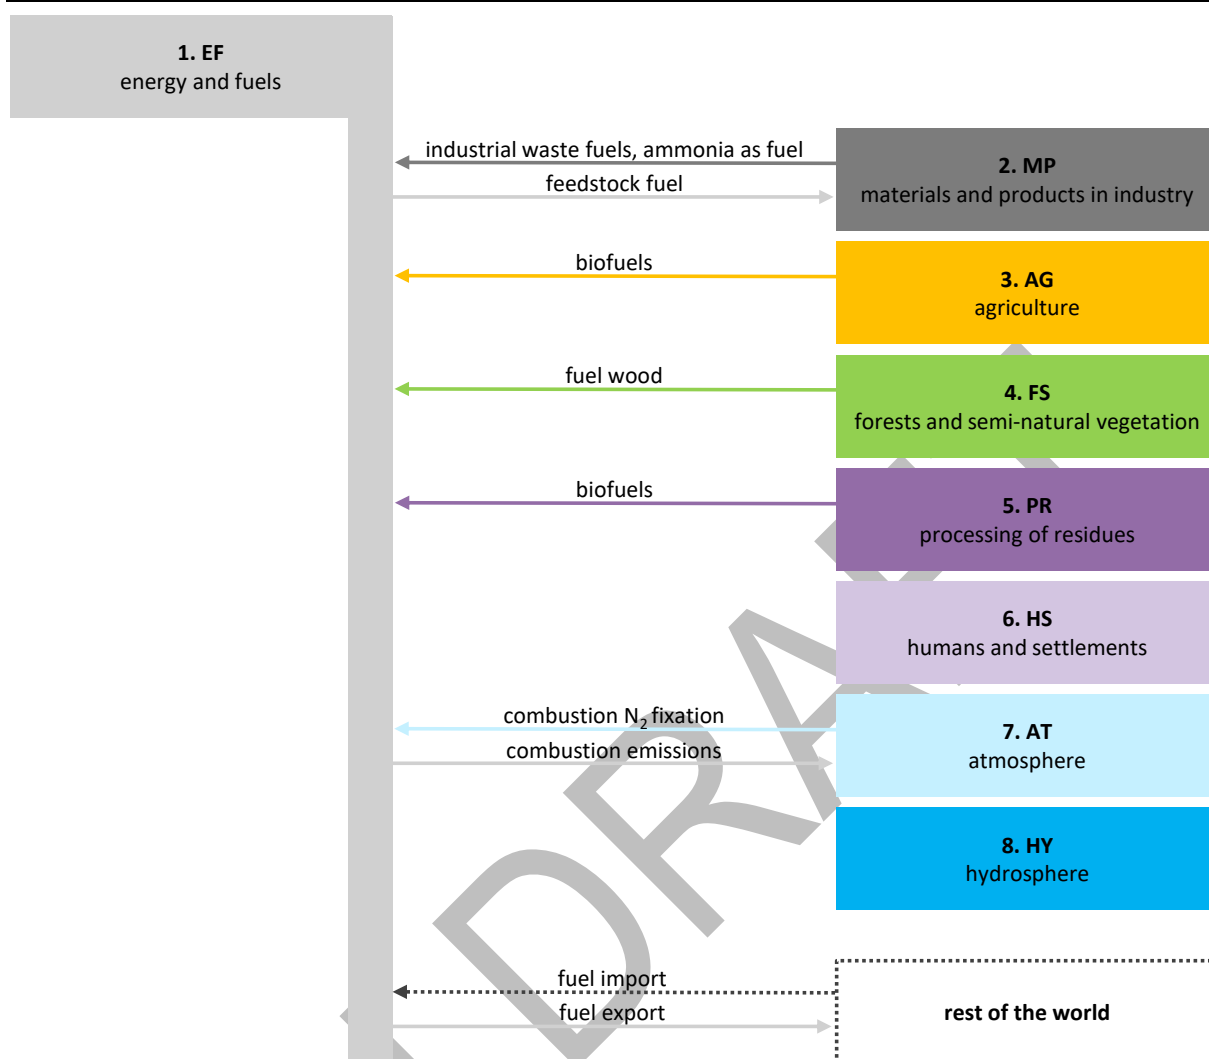 1. EF
energy and fuels
industrial waste fuels, ammonia as fuel
feedstock fuel
2. MP
materials and products in industry
biofuels
3. AG
agriculture
fuel wood
4. FS
forests and semi-natural vegetation
biofuels
5. PR
processing of residues
6. HS
humans and settlements
combustion N₂ fixation
combustion emissions
7. AT
atmosphere
8. HY
hydrosphere
fuel import
fuel export
rest of the world